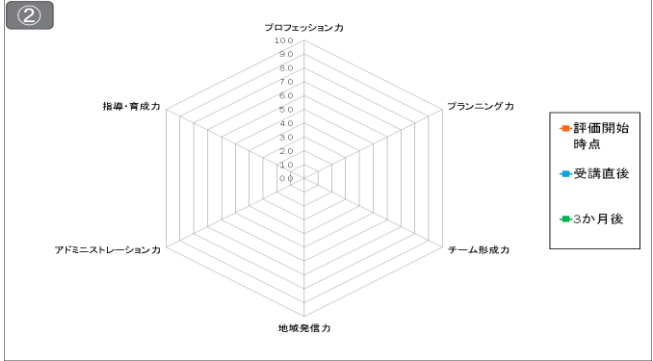 ②
プロフェッション力
10.0
9.0
8.0
7.0
6.0
5.0
4.0
3.0
2.0
1.0
0.0
指導・育成力
プランニング力
アドミニストレーション力
チーム形成力
地域発信力
評価開始
時点
受講直後
3か月後